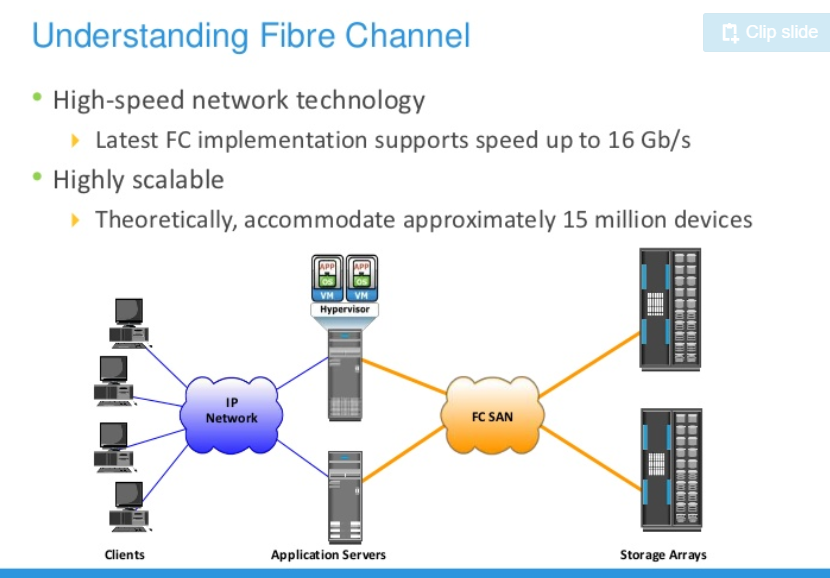 Understanding Fibre Channel
Clip slide
• High-speed network technology
Latest FC implementation supports speed up to 16 Gb/s
• Highly scalable
Theoretically, accommodate approximately 15 million devices
APP APP
OS OS
VM VM
Hypervisor
IP
Network
FC SAN
Clients
Application Servers
Storage Arrays